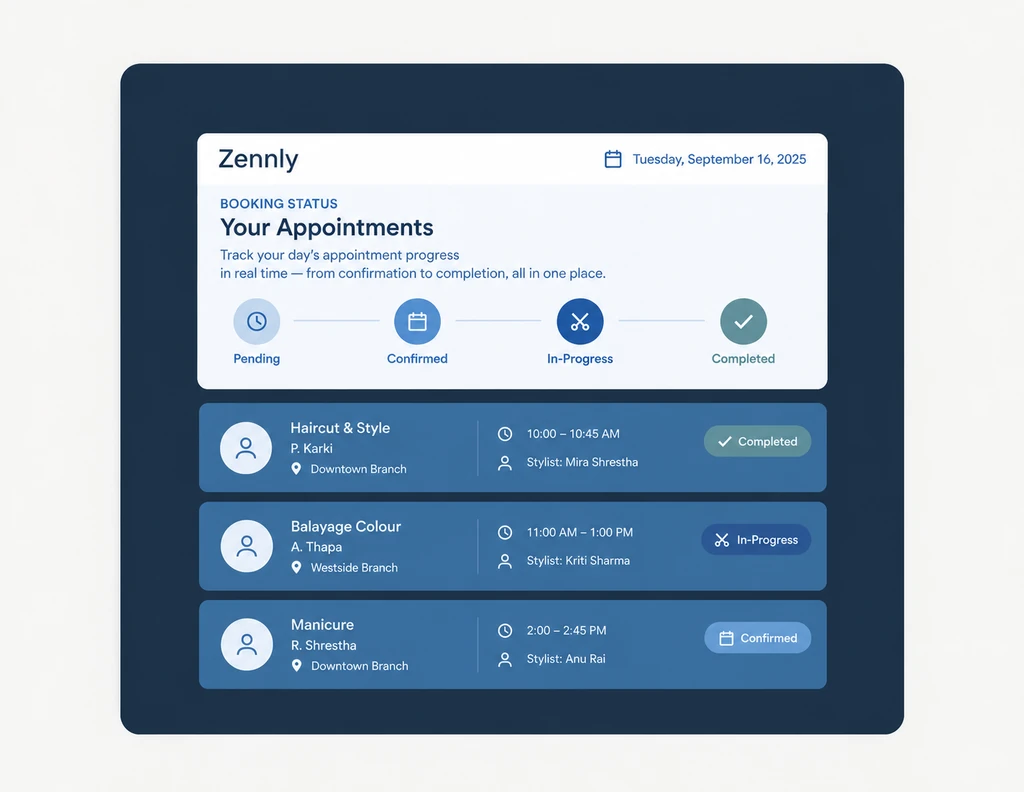 Zennly
Tuesday, September 16, 2025
BOOKING STATUS
Your Appointments
Track your day's appointment progress
in real time — from confirmation to completion, all in one place.
Pending
Confirmed
In-Progress
Completed
Haircut & Style
P. Karki
Downtown Branch
10:00 – 10:45 AM
Stylist: Mira Shrestha
Completed
Balayage Colour
A. Thapa
Westside Branch
11:00 AM – 1:00 PM
Stylist: Kriti Sharma
In-Progress
Manicure
R. Shrestha
Downtown Branch
2:00 – 2:45 PM
Stylist: Anu Rai
Confirmed